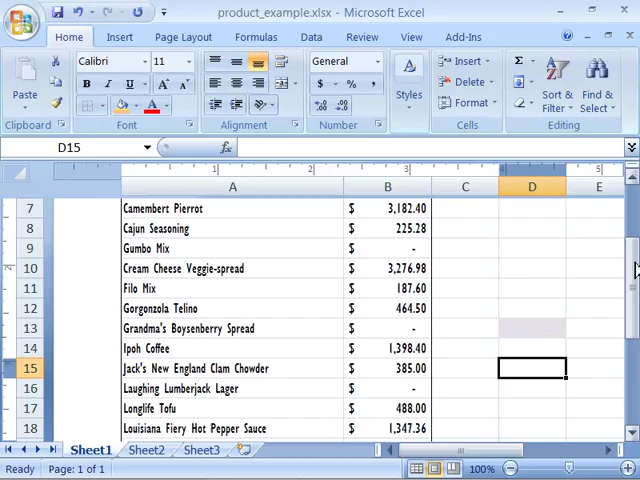 product_example.xlsx - Microsoft Excel
Home Insert Page Layout Formulas Data Review View Add-Ins
Paste
Calibri 11
B I U A A
A
General
$ % ,
Styles
Insert
Delete
Format
Σ
Sort & Filter
Find & Select
Clipboard Font Alignment Number Cells Editing
D15 fx
1 2 3 4 5
A B C D E
7 Camembert Pierrot $ 3,182.40
8 Cajun Seasoning $ 225.28
9 Gumbo Mix $ -
10 Cream Cheese Veggie-spread $ 3,276.98
11 Filo Mix $ 187.60
12 Gorgonzola Telino $ 464.50
13 Grandma's Boysenberry Spread $ -
14 Ipoh Coffee $ 1,398.40
15 Jack's New England Clam Chowder $ 385.00
16 Laughing Lumberjack Lager $ -
17 Longlife Tofu $ 488.00
18 Louisiana Fiery Hot Pepper Sauce $ 1,347.36
Sheet1 Sheet2 Sheet3
Ready Page: 1 of 1 100%